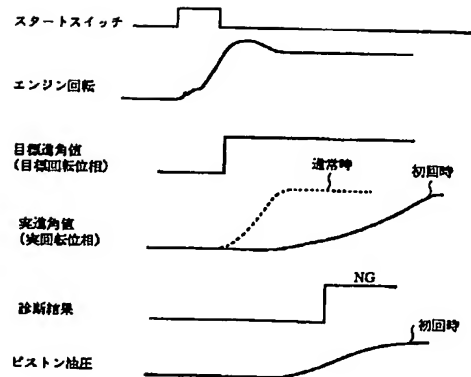 スタートスイッチ
エンジン回転
目標進角値
(目標回転位相)
通常時
初回時
実進角値
(実回転位相)
NG
診断結果
初回時
ピストン油圧